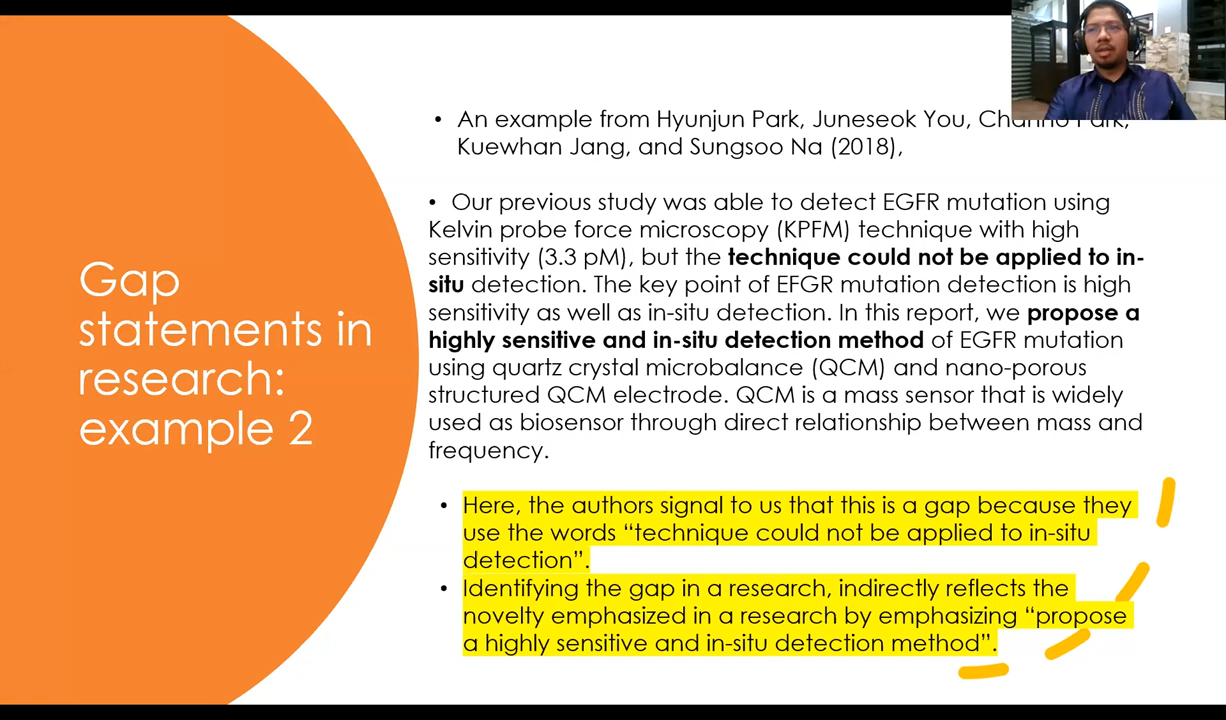 Gap
statements in
research:
example 2
• An example from Hyunjun Park, Juneseok You, Chanho Park,
Kuewhan Jang, and Sungsoo Na (2018),
• Our previous study was able to detect EGFR mutation using
Kelvin probe force microscopy (KPFM) technique with high
sensitivity (3.3 pM), but the technique could not be applied to in-
situ detection. The key point of EFGR mutation detection is high
sensitivity as well as in-situ detection. In this report, we propose a
highly sensitive and in-situ detection method of EGFR mutation
using quartz crystal microbalance (QCM) and nano-porous
structured QCM electrode. QCM is a mass sensor that is widely
used as biosensor through direct relationship between mass and
frequency.
• Here, the authors signal to us that this is a gap because they
use the words “technique could not be applied to in-situ
detection”.
• Identifying the gap in a research, indirectly reflects the
novelty emphasized in a research by emphasizing “propose
a highly sensitive and in-situ detection method”.